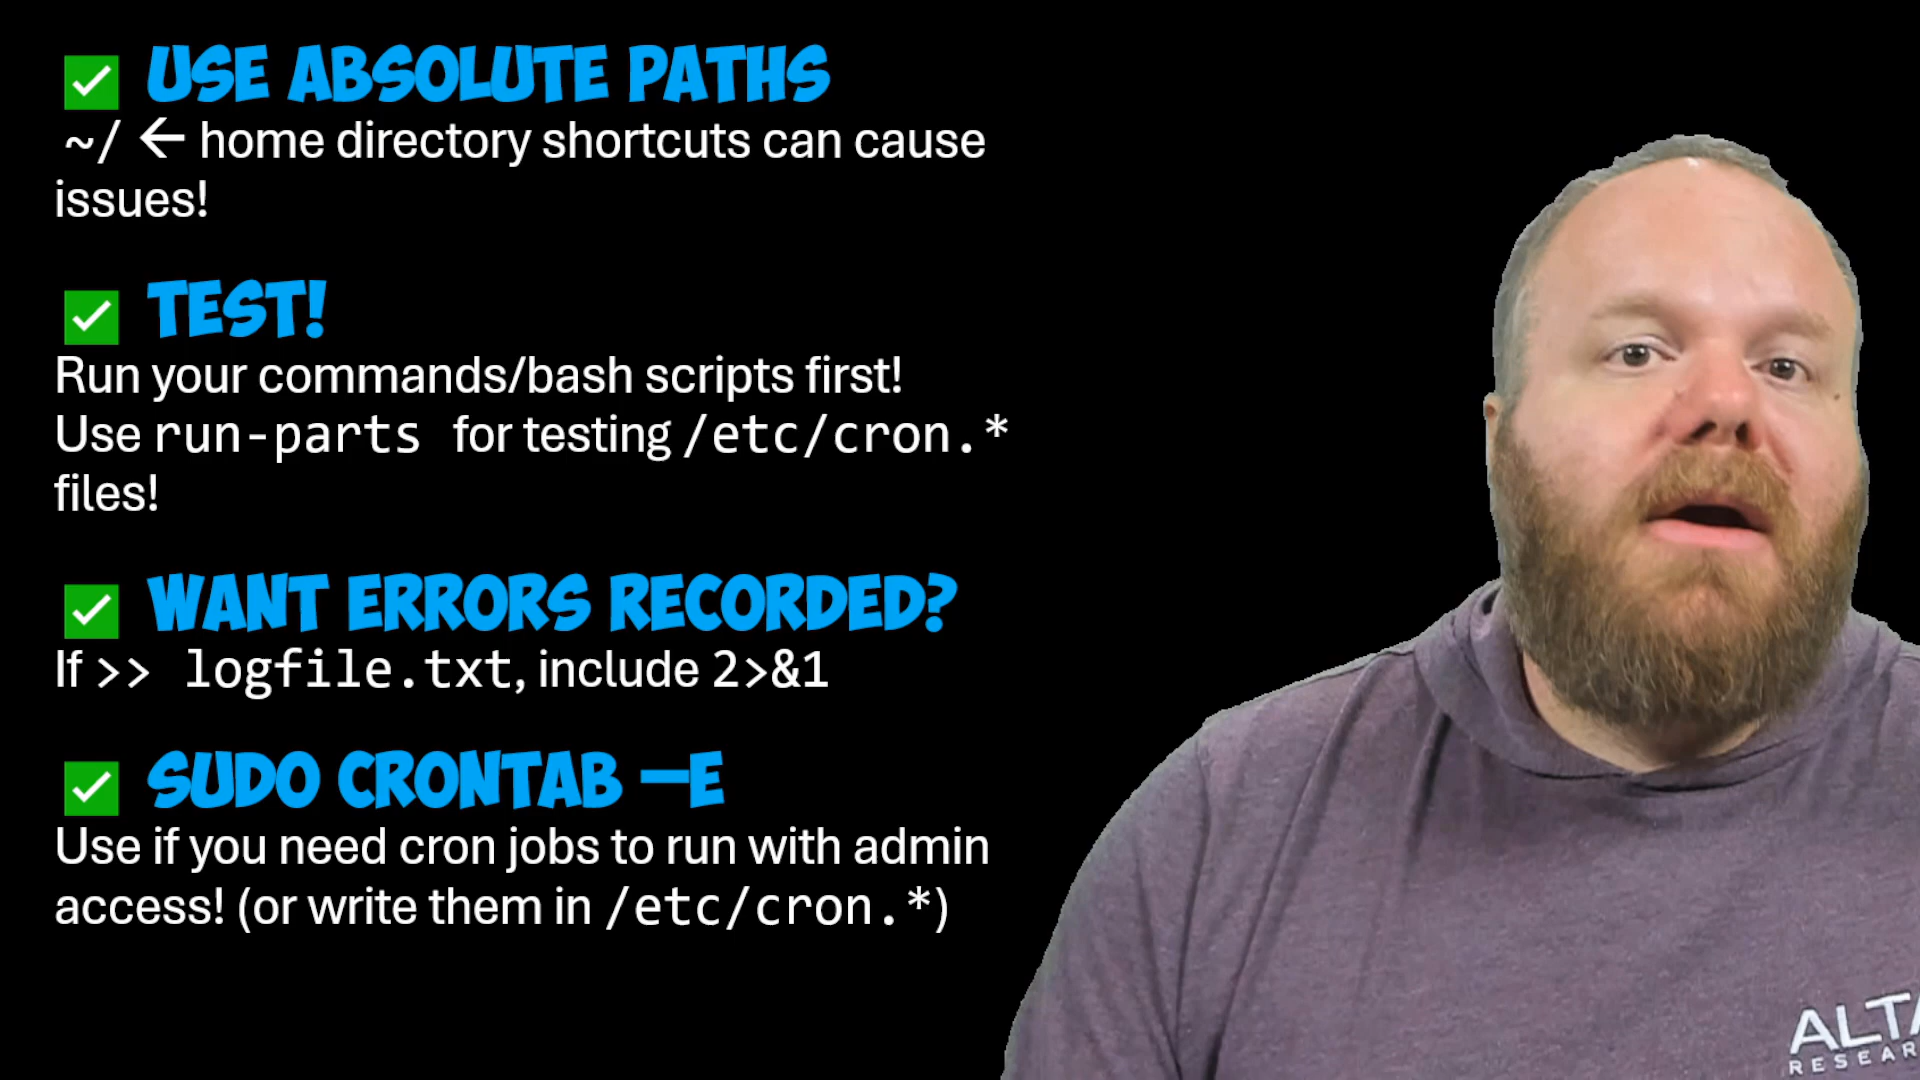 ✅ USE ABSOLUTE PATHS
~/ ← home directory shortcuts can cause
issues!
✅ TEST!
Run your commands/bash scripts first!
Use run-parts for testing /etc/cron.*
files!
✅ WANT ERRORS RECORDED?
If >> logfile.txt, include 2>&1
✅ SUDO CRONTAB –E
Use if you need cron jobs to run with admin
access! (or write them in /etc/cron.*)